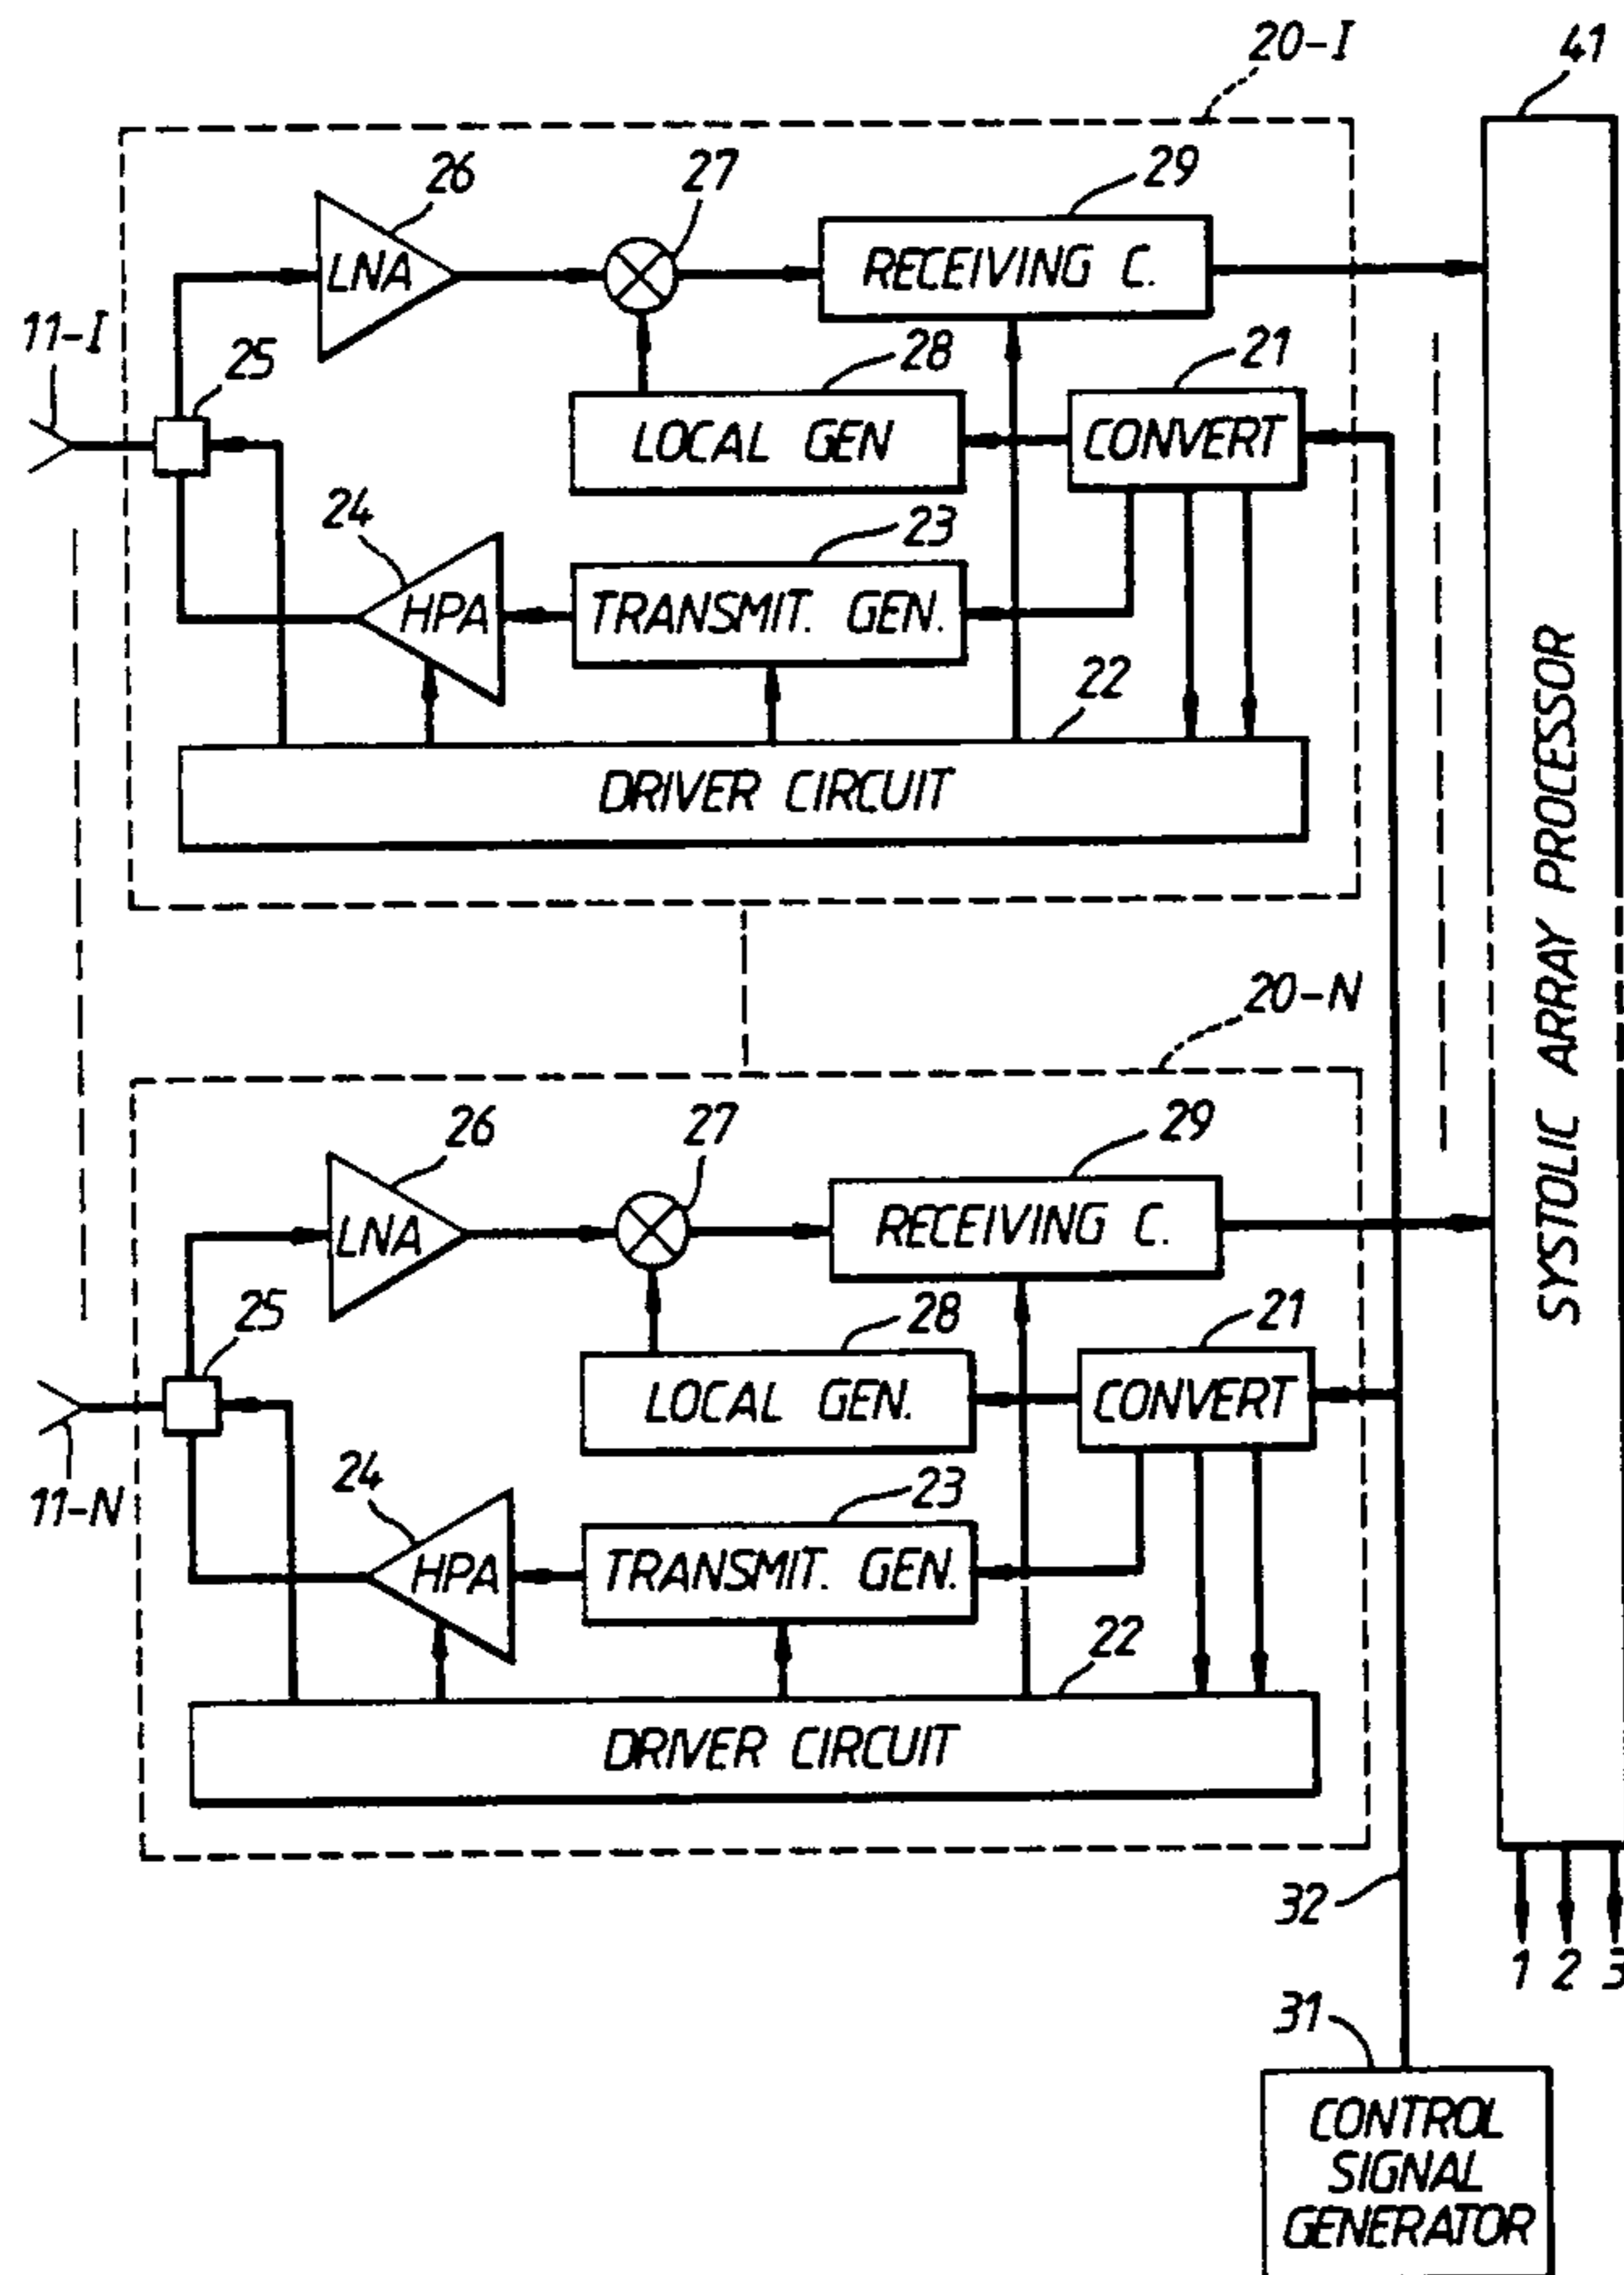 20-I
41
26
27
29
LNA
RECEIVING C.
11-I
25
28
21
LOCAL GEN
CONVERT
24
23
HPA
TRANSMIT. GEN.
22
DRIVER CIRCUIT
SYSTOLIC ARRAY PROCESSOR
20-N
26
27
29
LNA
RECEIVING C.
25
28
21
LOCAL GEN.
CONVERT
11-N
24
23
HPA
TRANSMIT. GEN.
22
DRIVER CIRCUIT
32
1 2 3
31
CONTROL
SIGNAL
GENERATOR